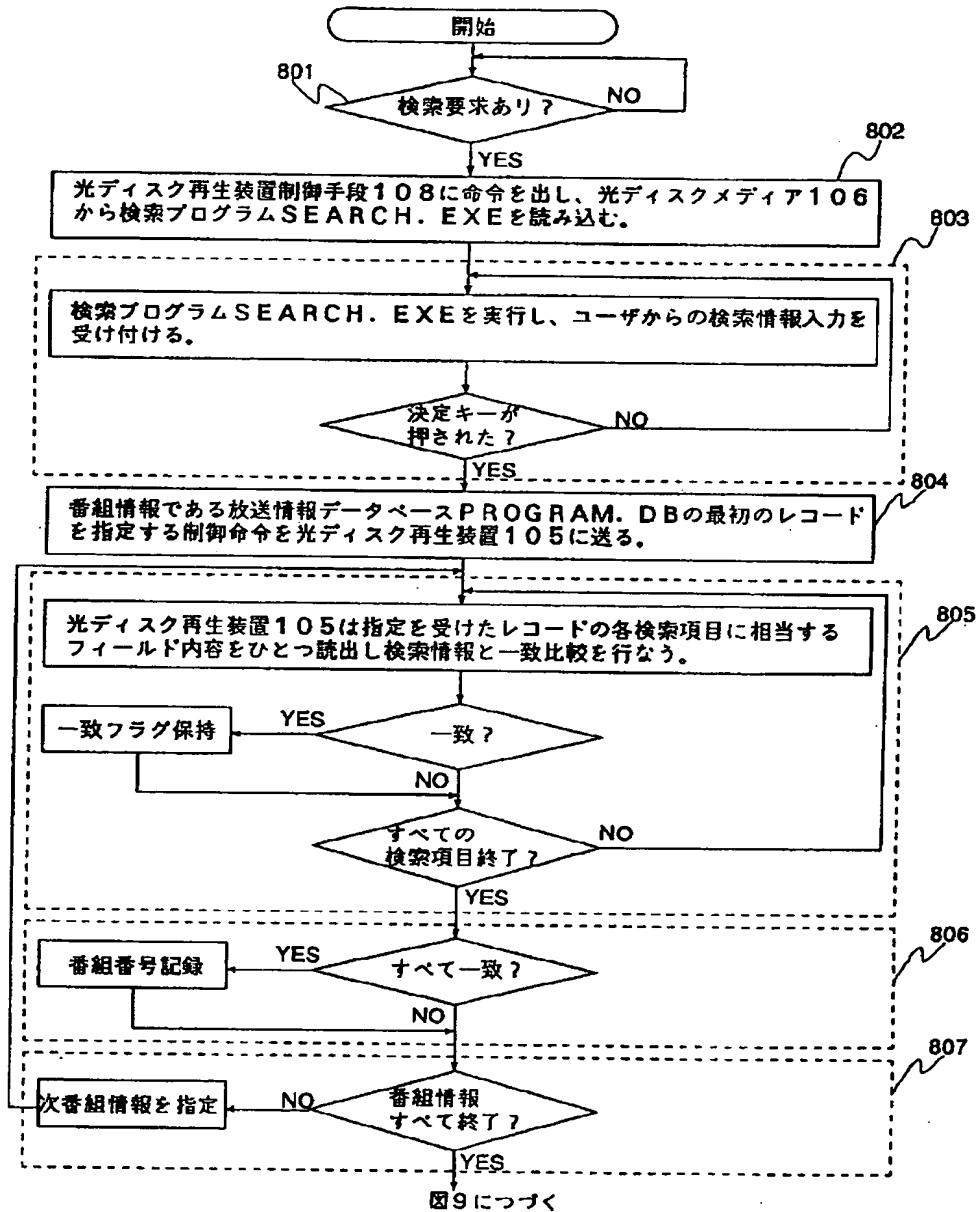 開始
801
検索要求あり？
NO
YES
802
光ディスク再生装置制御手段１０８に命令を出し、光ディスクメディア１０６
から検索プログラムＳＥＡＲＣＨ．ＥＸＥを読み込む。
803
検索プログラムＳＥＡＲＣＨ．ＥＸＥを実行し、ユーザからの検索情報入力を
受け付ける。
決定キーが
押された？
NO
YES
804
番組情報である放送情報データベースＰＲＯＧＲＡＭ．ＤＢの最初のレコード
を指定する制御命令を光ディスク再生装置１０５に送る。
805
光ディスク再生装置１０５は指定を受けたレコードの各検索項目に相当する
フィールド内容をひとつ読出し検索情報と一致比較を行なう。
一致フラグ保持
YES
一致？
NO
すべての
検索項目終了？
NO
YES
806
番組番号記録
YES
すべて一致？
NO
807
次番組情報を指定
NO
番組情報
すべて終了？
YES
図９につづく